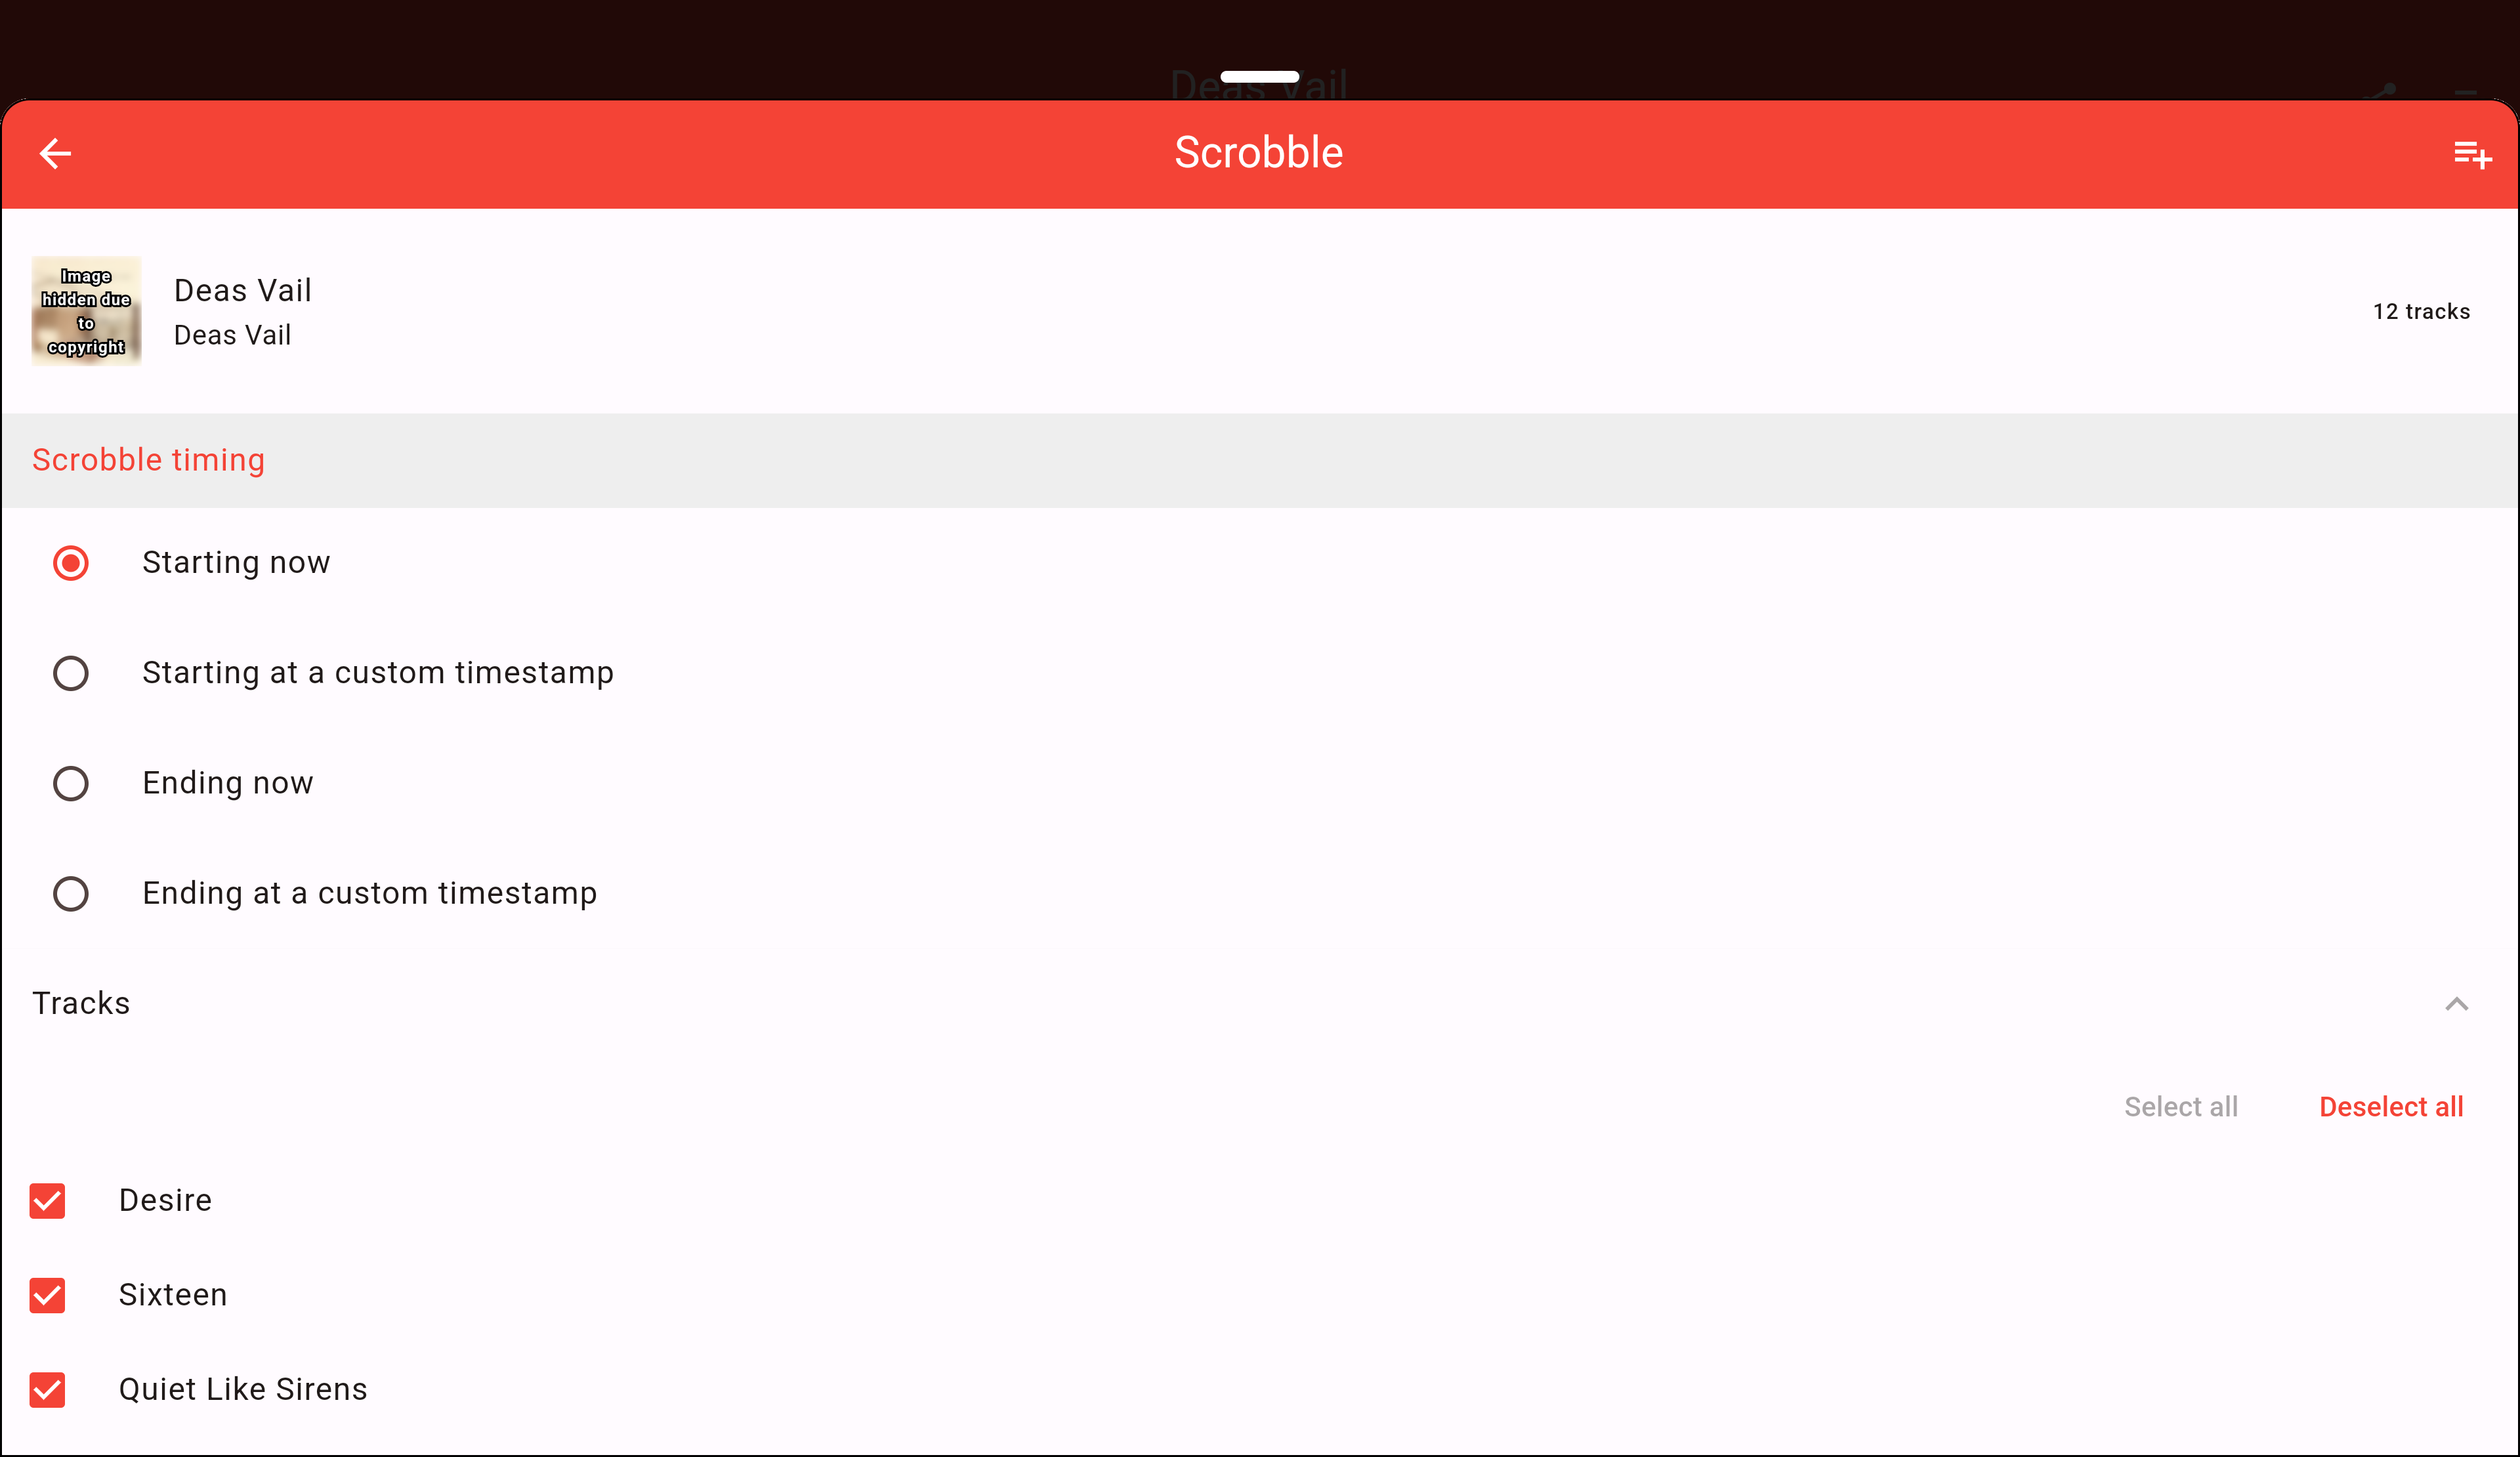 Deas Vail
Scrobble
Image
hidden due
to
copyright
Deas Vail
Deas Vail
12 tracks
Scrobble timing
Starting now
Starting at a custom timestamp
Ending now
Ending at a custom timestamp
Tracks
Select all
Deselect all
Desire
Sixteen
Quiet Like Sirens